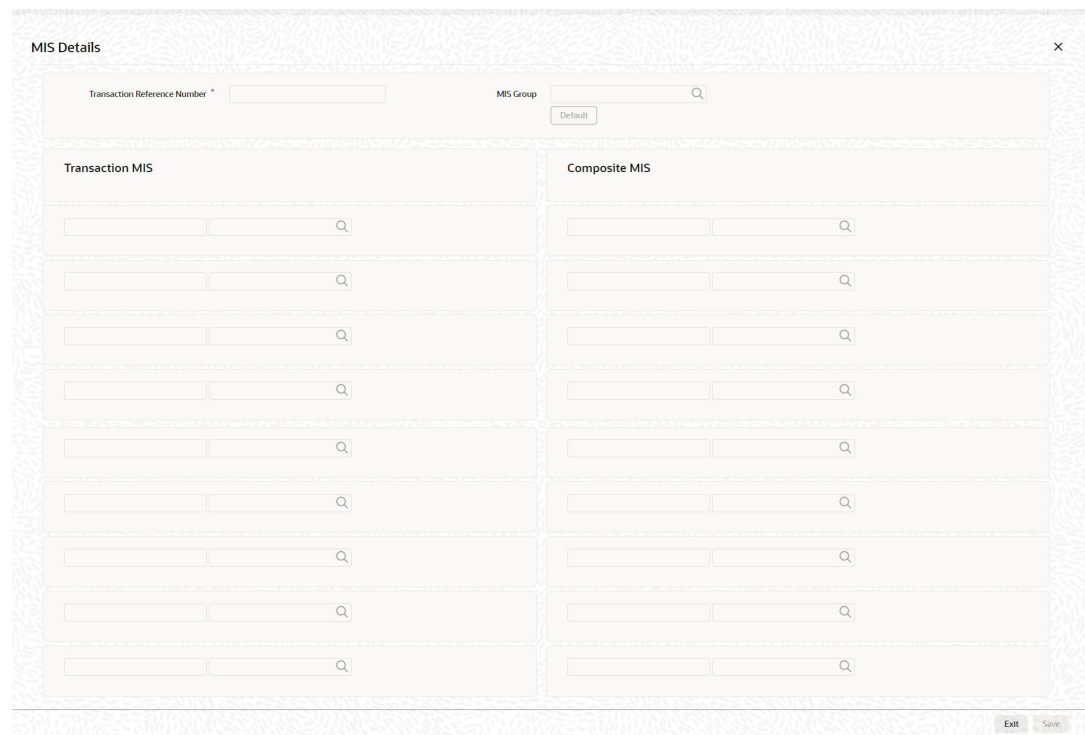 MIS Details
Transaction Reference Number * MIS Group
Default
Transaction MIS Composite MIS
Exit Save